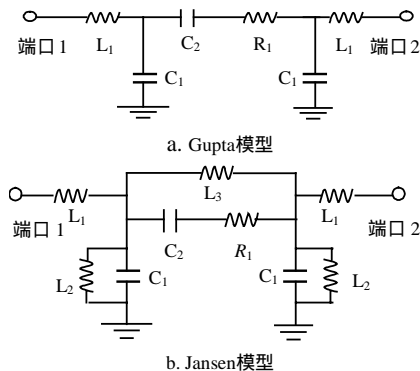 端口 1 L₁ C₂ R₁ L₁ 端口 2
C₁ C₁
a. Gupta模型
L₃
端口 1 L₁ C₂ R₁ L₁ 端口 2
L₂ C₁ C₁ L₂
b. Jansen模型